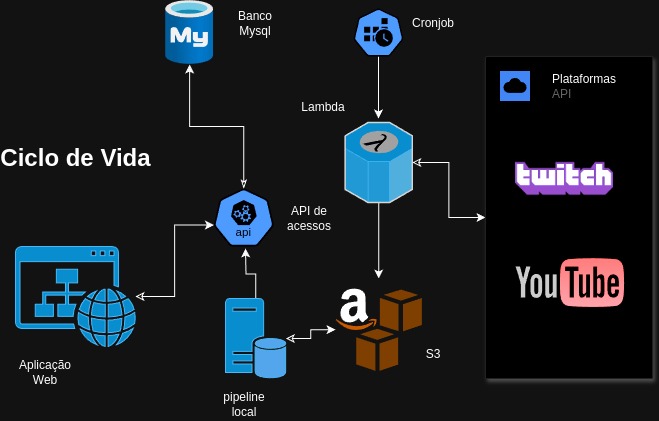 Banco
Mysql
My
Cronjob
Lambda
Plataformas
API
Ciclo de Vida
twitch
API de
acessos
api
YouTube
a
S3
Aplicação
Web
pipeline
local